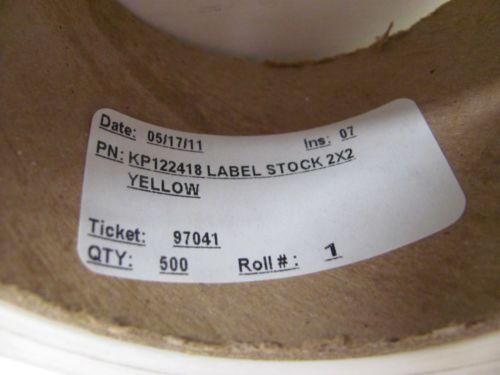 Date: 05/17/11 Ins: 07
PN: KP122418 LABEL STOCK 2X2
YELLOW
Ticket: 97041
QTY: 500 Roll #: 1